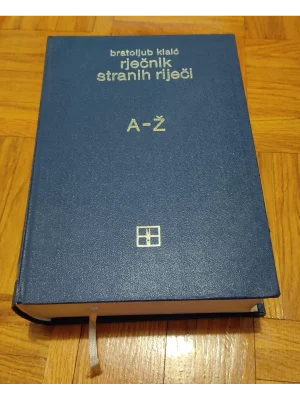 bratoljub klaić
rječnik
stranih riječi
A-Ž